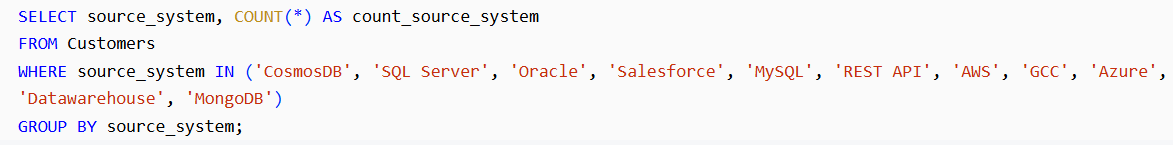 SELECT source_system, COUNT(*) AS count_source_system
FROM Customers
WHERE source_system IN ('CosmosDB', 'SQL Server', 'Oracle', 'Salesforce', 'MySQL', 'REST API', 'AWS', 'GCC', 'Azure',
'Datawarehouse', 'MongoDB')
GROUP BY source_system;